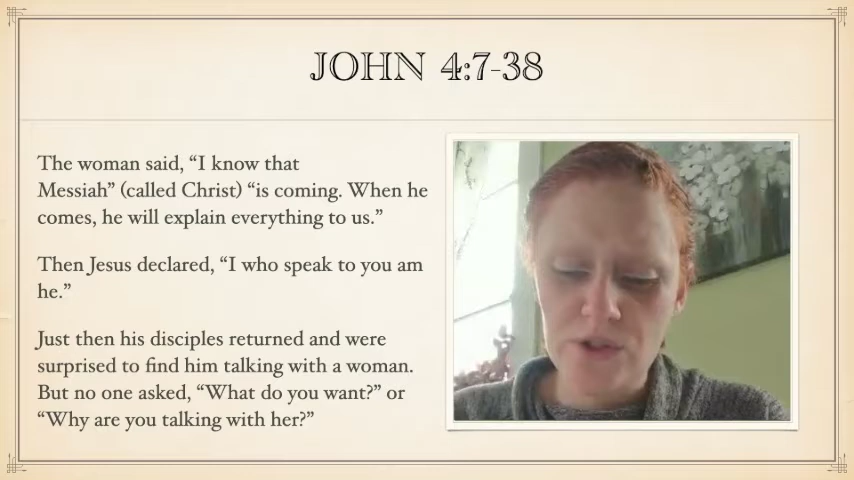 JOHN 4:7-38
The woman said, “I know that
Messiah” (called Christ) “is coming. When he
comes, he will explain everything to us.”
Then Jesus declared, “I who speak to you am
he.”
Just then his disciples returned and were
surprised to find him talking with a woman.
But no one asked, “What do you want?” or
“Why are you talking with her?”